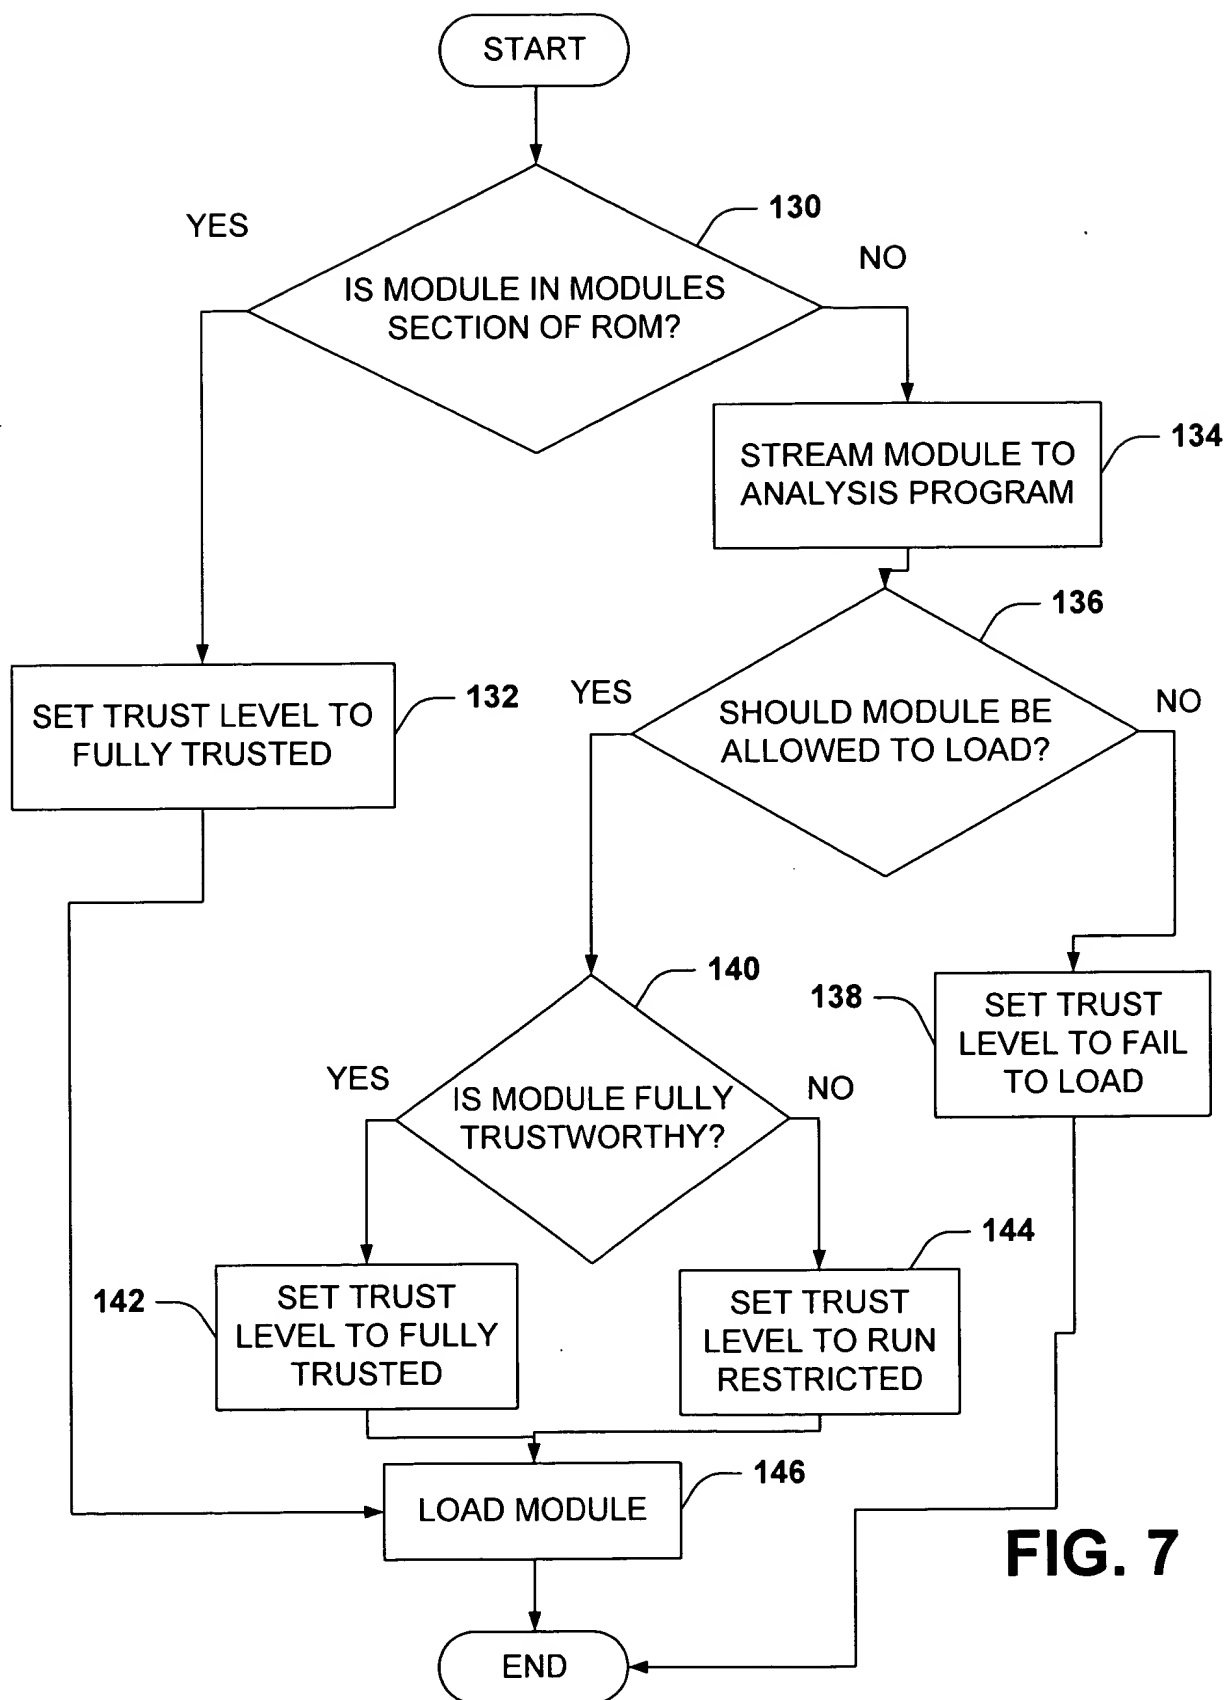 START
130
YES
NO
IS MODULE IN MODULES
SECTION OF ROM?
134
STREAM MODULE TO
ANALYSIS PROGRAM
136
132
YES
NO
SET TRUST LEVEL TO
FULLY TRUSTED
SHOULD MODULE BE
ALLOWED TO LOAD?
140
138
SET TRUST
LEVEL TO FAIL
TO LOAD
YES
NO
IS MODULE FULLY
TRUSTWORTHY?
144
142
SET TRUST
LEVEL TO FULLY
TRUSTED
SET TRUST
LEVEL TO RUN
RESTRICTED
146
LOAD MODULE
FIG. 7
END